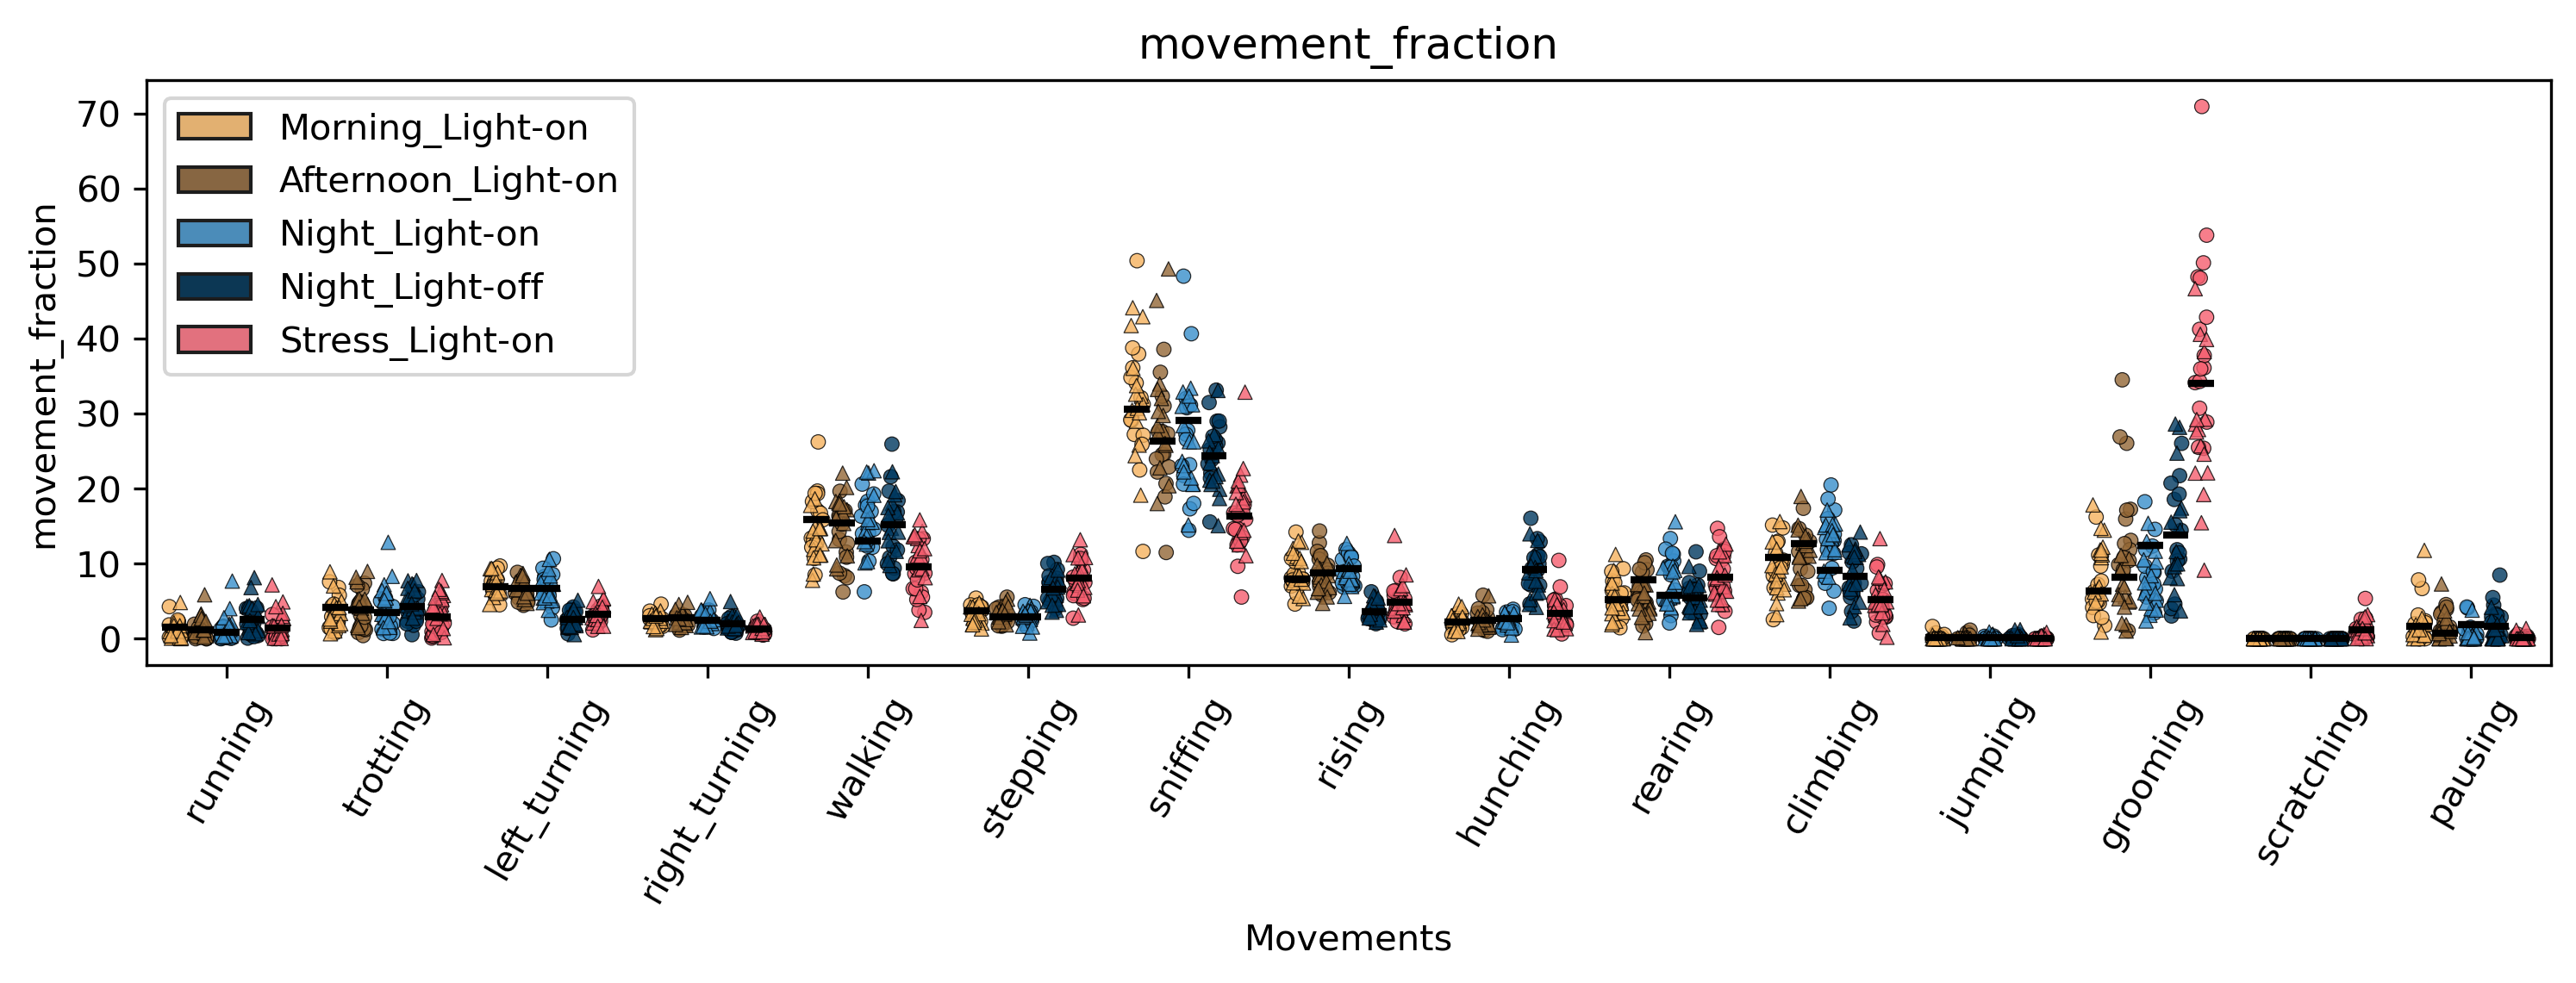 movement_fraction
movement_fraction
70
60
50
40
30
20
10
0
Morning_Light-on
Afternoon_Light-on
Night_Light-on
Night_Light-off
Stress_Light-on
running
trotting
left_turning
right_turning
walking
stepping
sniffing
rising
hunching
rearing
climbing
jumping
grooming
scratching
pausing
Movements